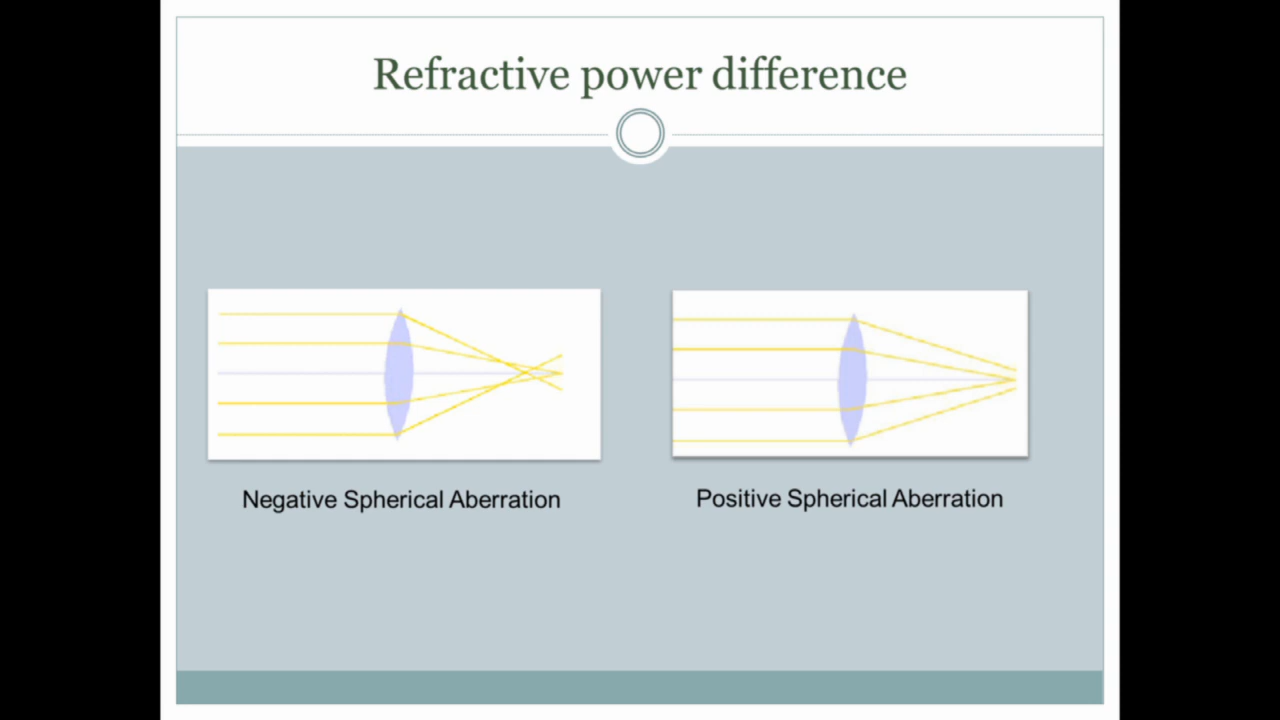 Refractive power difference
Negative Spherical Aberration
Positive Spherical Aberration